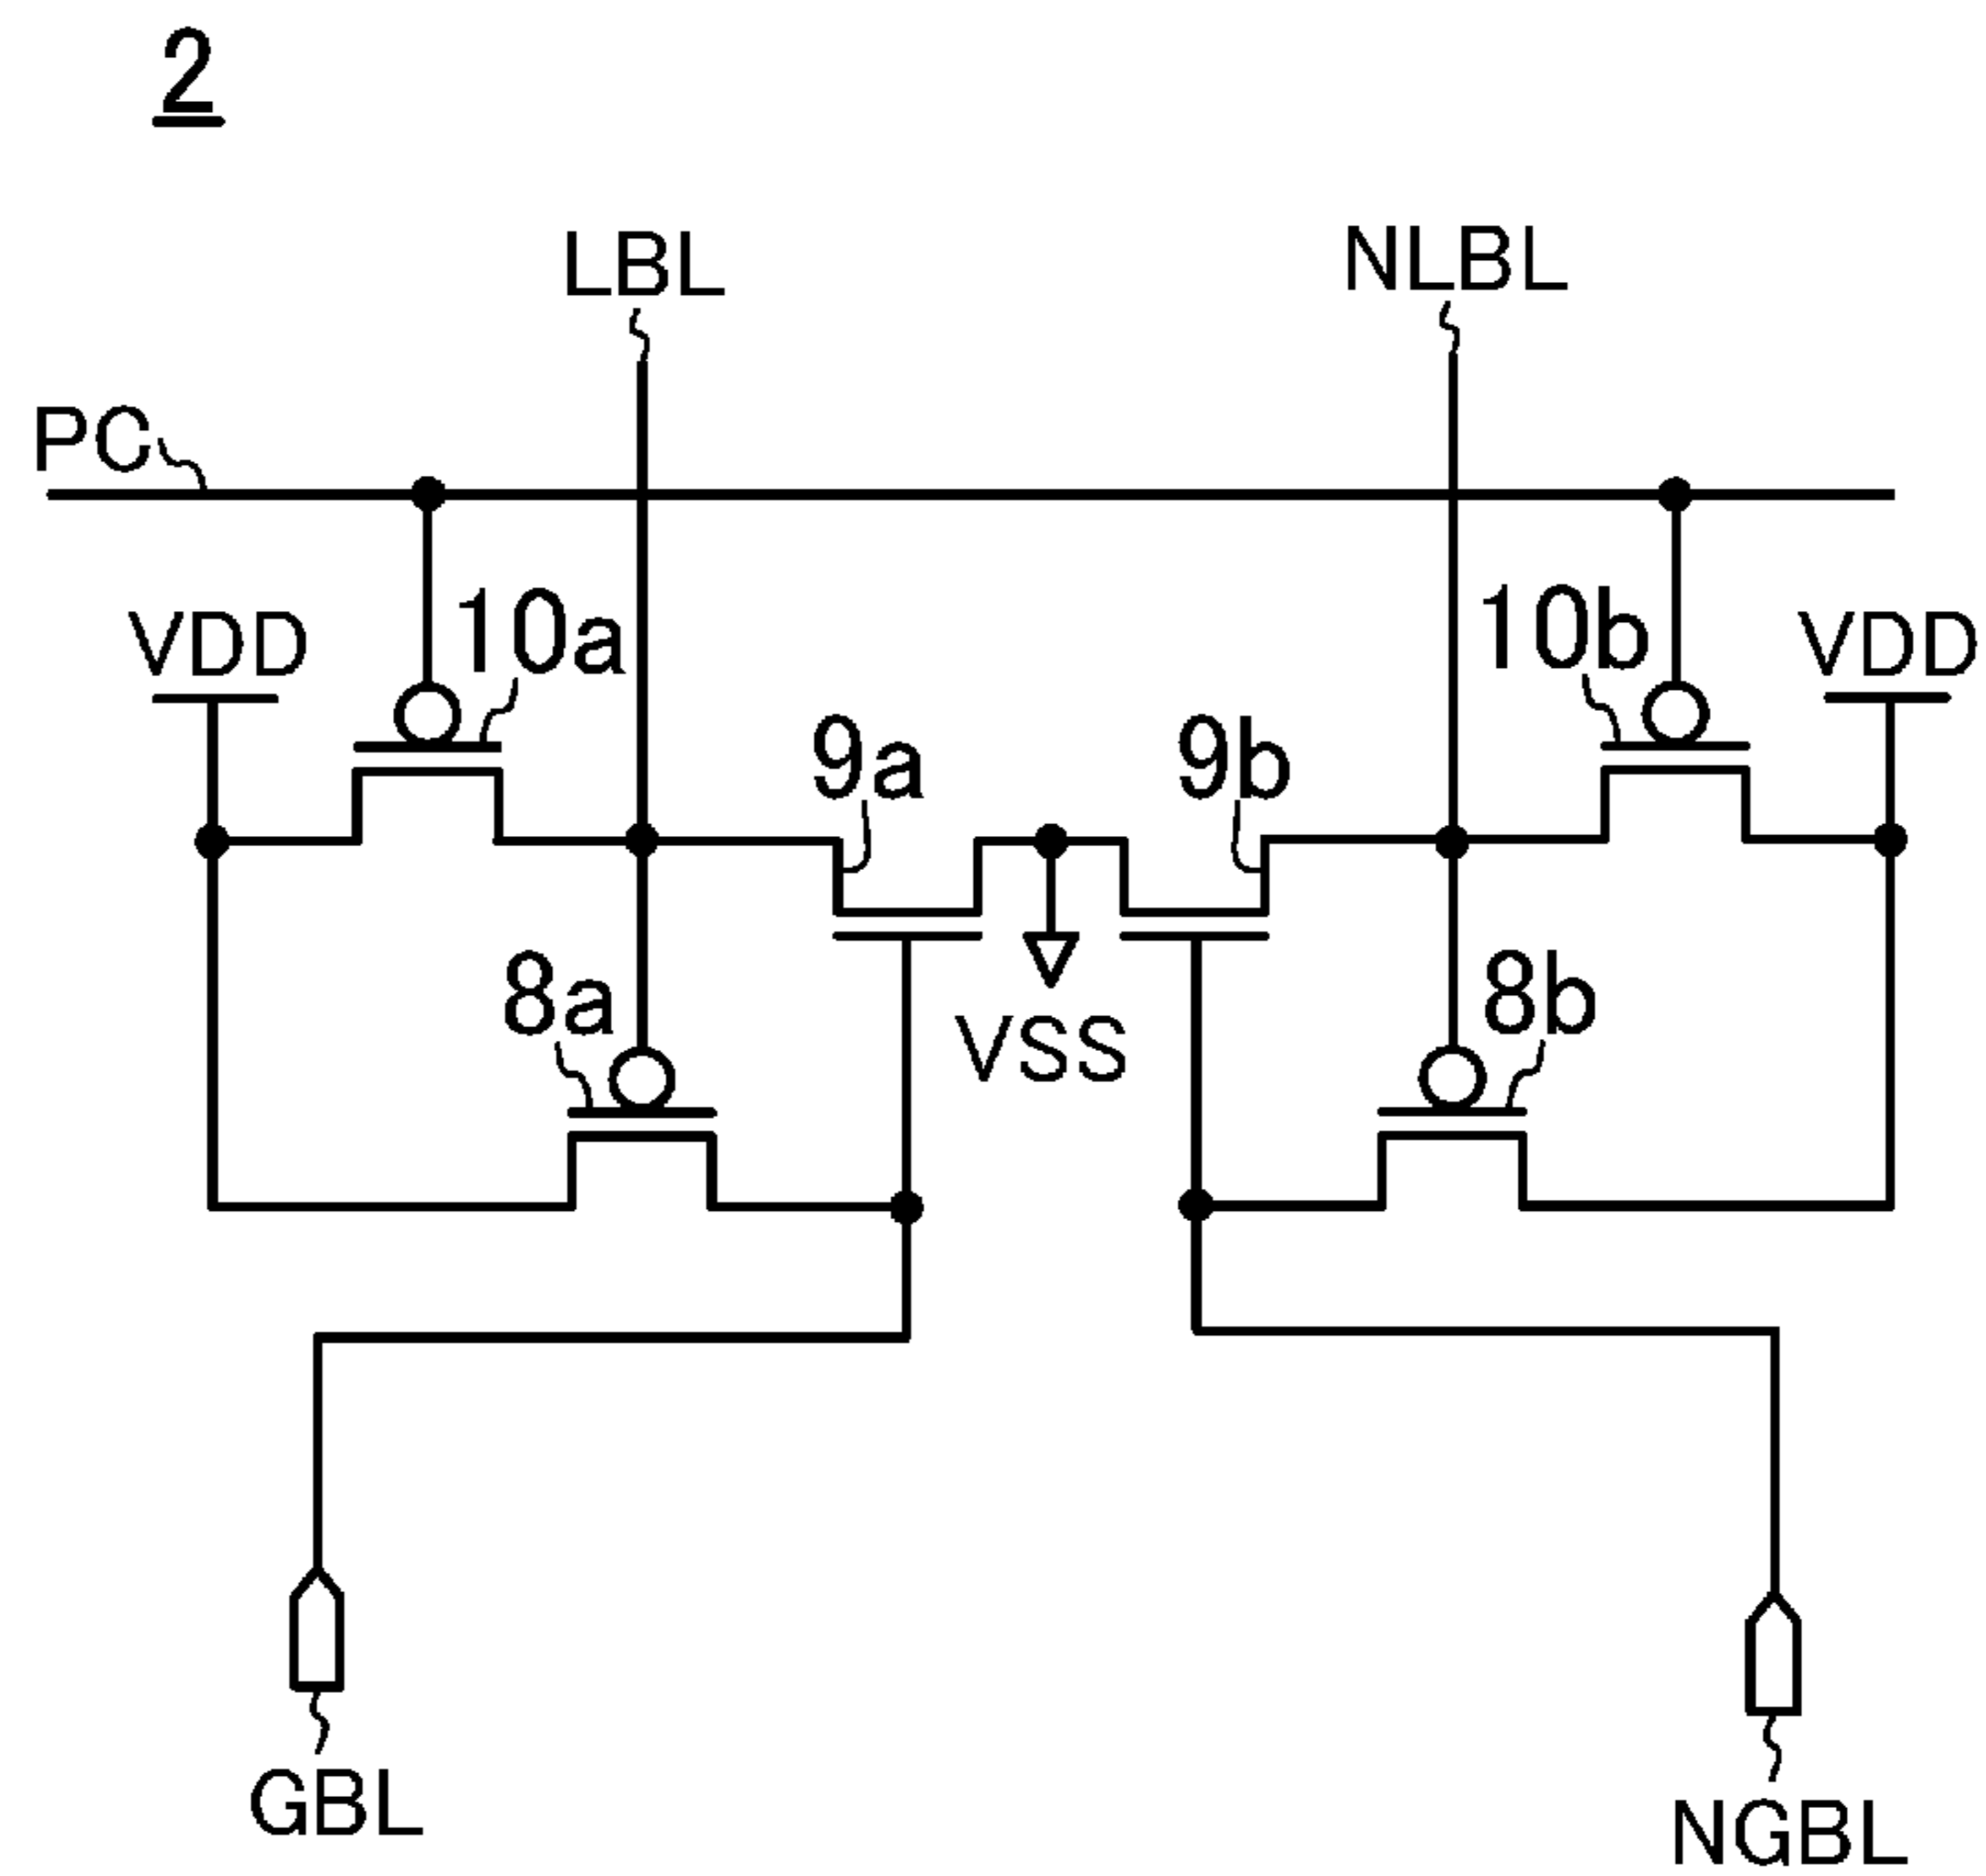 2
LBL NLBL
PC
VDD 10a 10b VDD
9a 9b
8a VSS 8b
GBL
NGBL